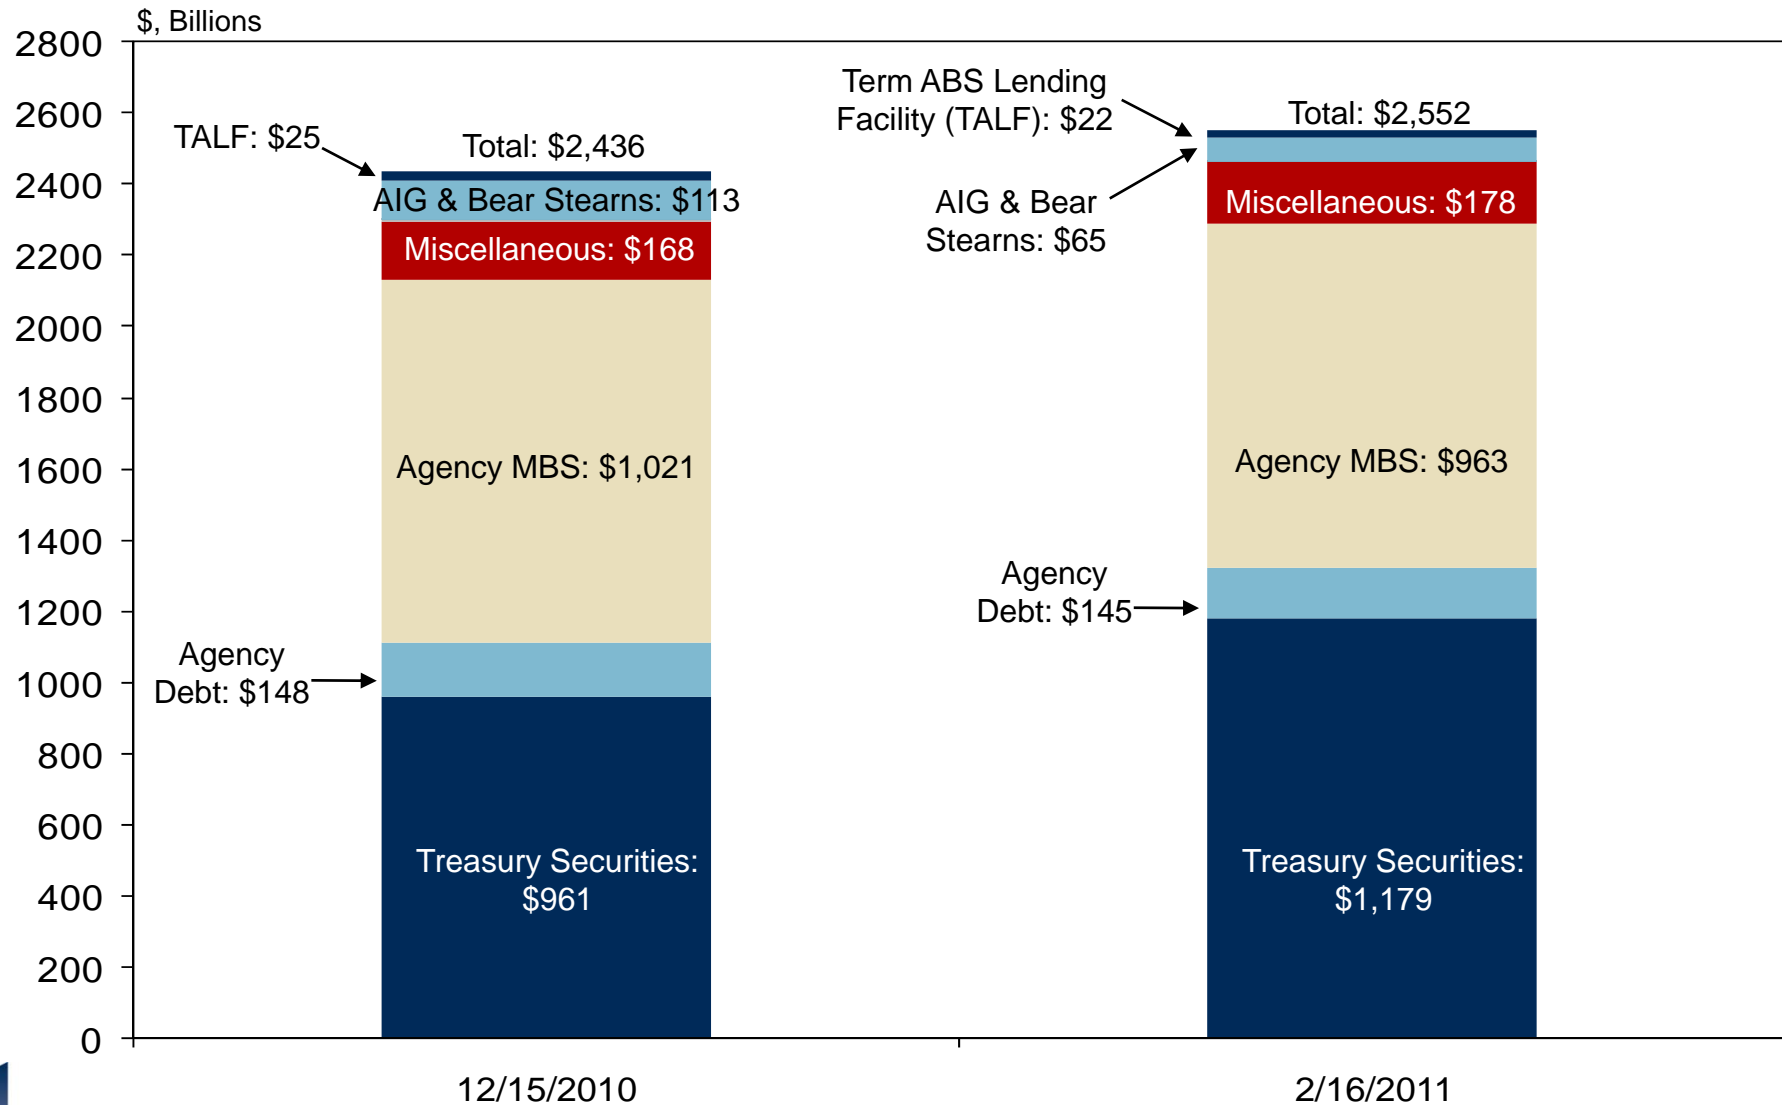 $, Billions
2800
2600
2400
2200
2000
1800
1600
1400
1200
1000
800
600
400
200
0
TALF: $25
Total: $2,436
AIG & Bear Stearns: $113
Miscellaneous: $168
Agency MBS: $1,021
Agency
Debt: $148
Treasury Securities:
$961
12/15/2010
Term ABS Lending
Facility (TALF): $22
Total: $2,552
AIG & Bear
Stearns: $65
Miscellaneous: $178
Agency MBS: $963
Agency
Debt: $145
Treasury Securities:
$1,179
2/16/2011